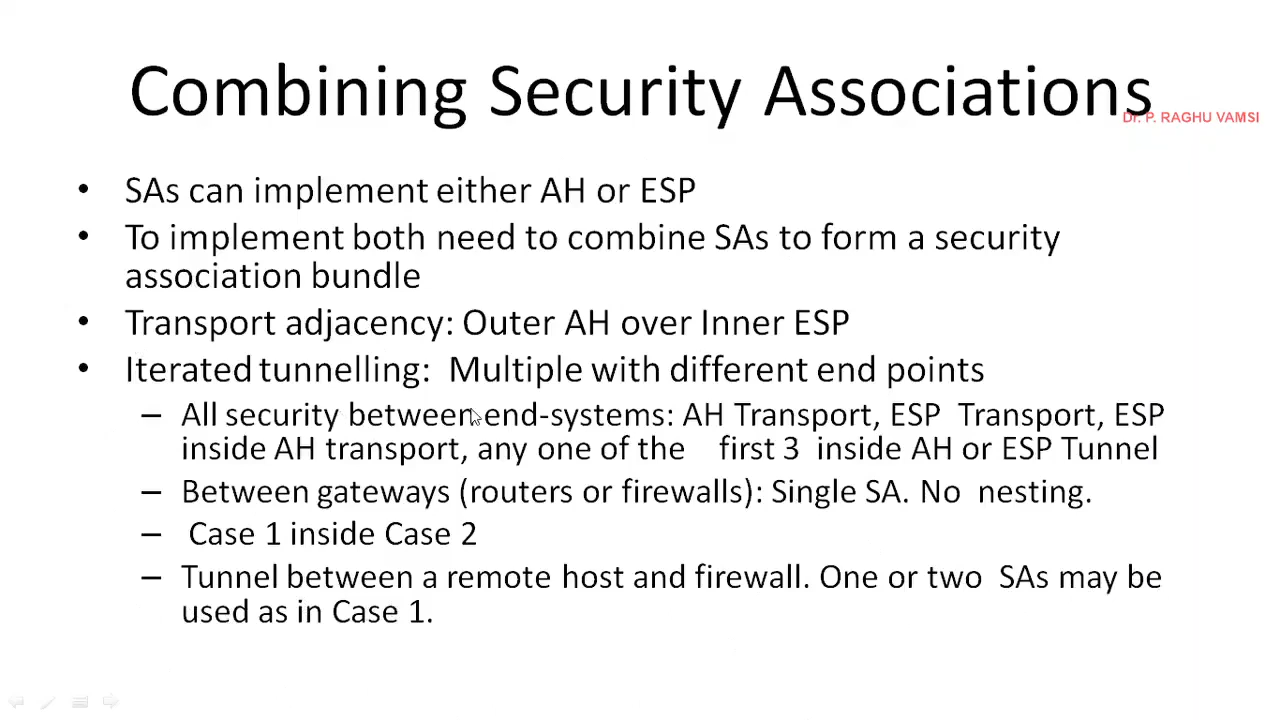 Combining Security Associations
Dr. P. RAGHU VAMSI
• SAs can implement either AH or ESP
• To implement both need to combine SAs to form a security
association bundle
• Transport adjacency: Outer AH over Inner ESP
• Iterated tunnelling: Multiple with different end points
– All security between end-systems: AH Transport, ESP Transport, ESP
inside AH transport, any one of the first 3 inside AH or ESP Tunnel
– Between gateways (routers or firewalls): Single SA. No nesting.
– Case 1 inside Case 2
– Tunnel between a remote host and firewall. One or two SAs may be
used as in Case 1.